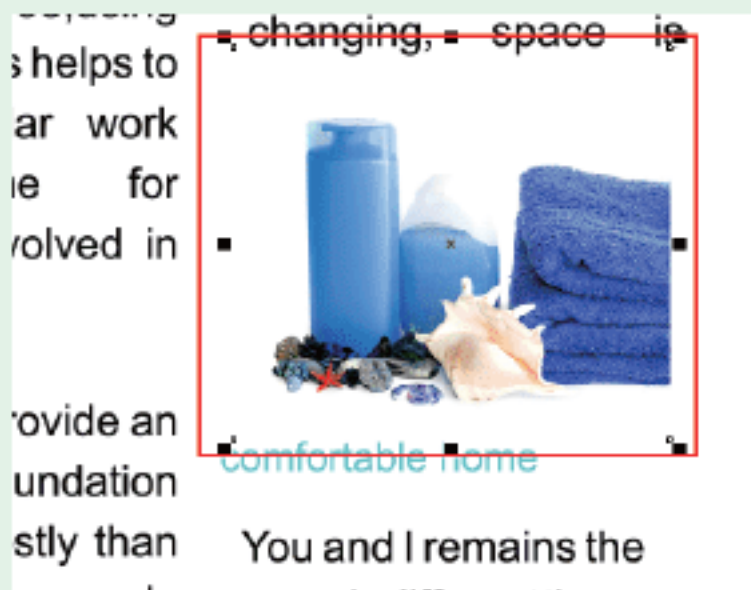 s helps to
ar work
e for
volved in
rovide an
undation
stly than
changing, space is
comfortable home
You and I remains the